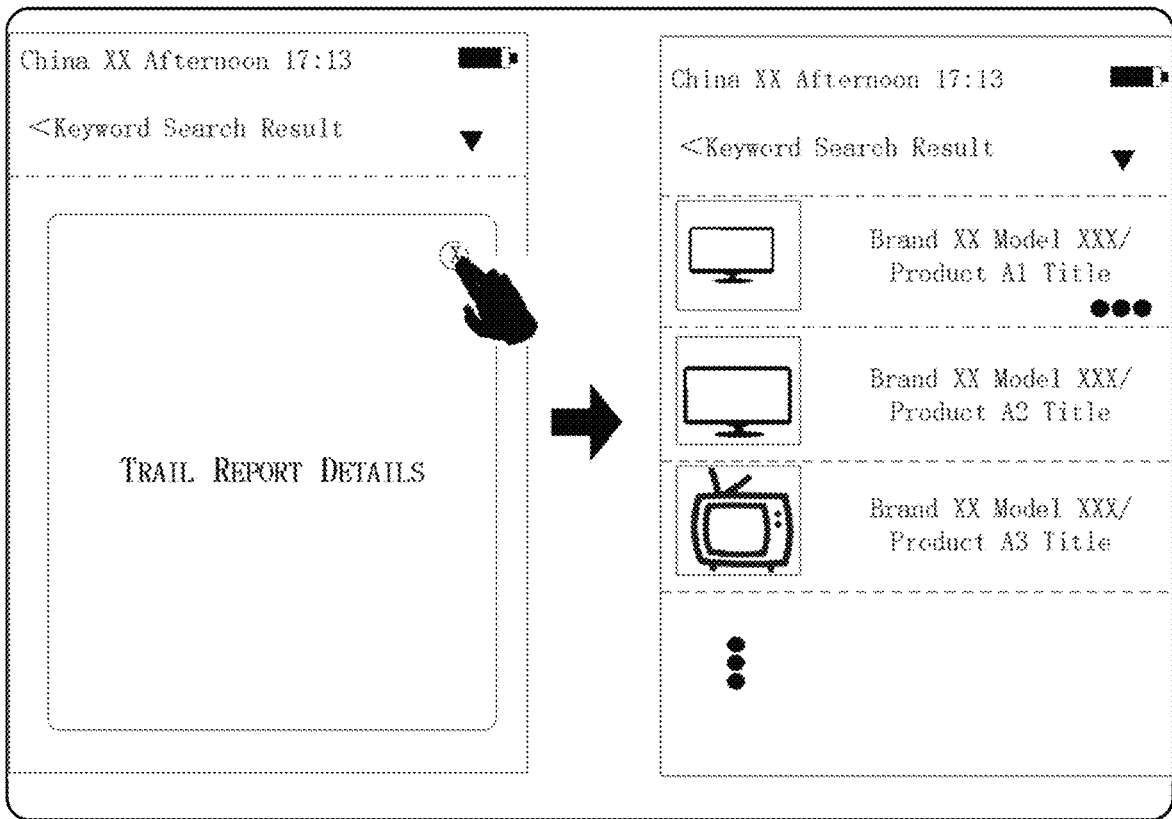 China XX Afternoon 17:13
<Keyword Search Result
X
TRAIL REPORT DETAILS
China XX Afternoon 17:13
<Keyword Search Result
Brand XX Model XXX/
Product A1 Title
Brand XX Model XXX/
Product A2 Title
Brand XX Model XXX/
Product A3 Title